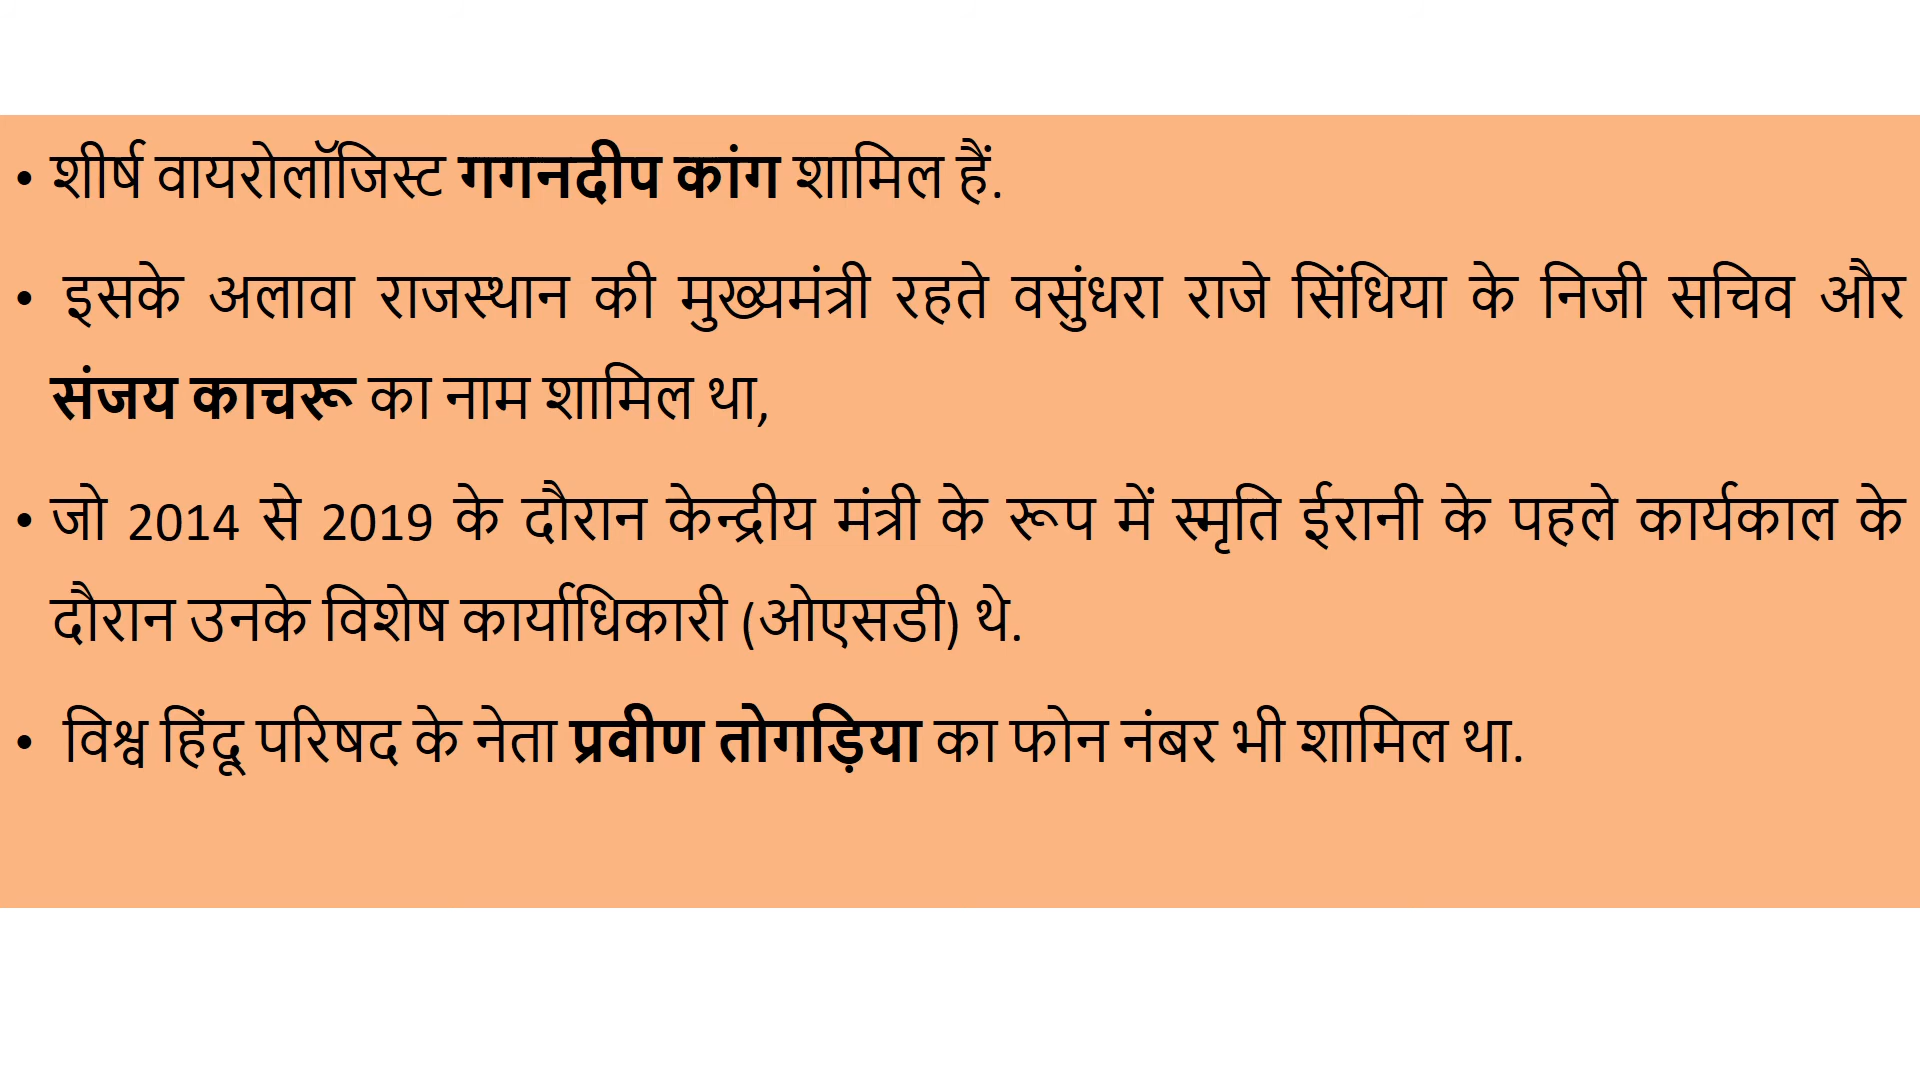 • शीर्ष वायरोलॉजिस्ट गगनदीप कांग शामिल हैं.
• इसके अलावा राजस्थान की मुख्यमंत्री रहते वसुंधरा राजे सिंधिया के निजी सचिव और
संजय काचरू का नाम शामिल था,
• जो 2014 से 2019 के दौरान केन्द्रीय मंत्री के रूप में स्मृति ईरानी के पहले कार्यकाल के
दौरान उनके विशेष कार्याधिकारी (ओएसडी) थे.
• विश्व हिंदू परिषद के नेता प्रवीण तोगड़िया का फोन नंबर भी शामिल था.